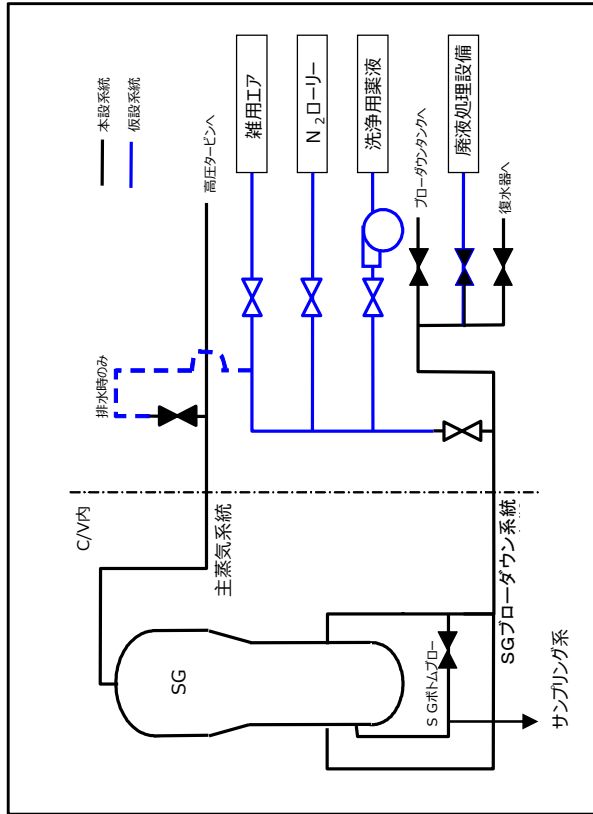 本設系統
仮設系統
高圧タービンへ
排水時のみ
C/V内
主蒸気系統
SG
雑用エア
N₂ローリー
洗浄用薬液
ブローダウンタンクへ
廃液処理設備
復水器へ
SGボトムブロー
SGブローダウン系統
サンプリング系